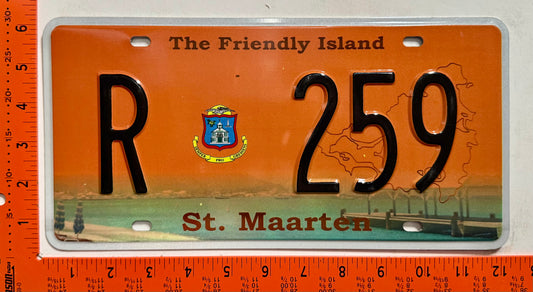 The Friendly Island
R 259
St. Maarten